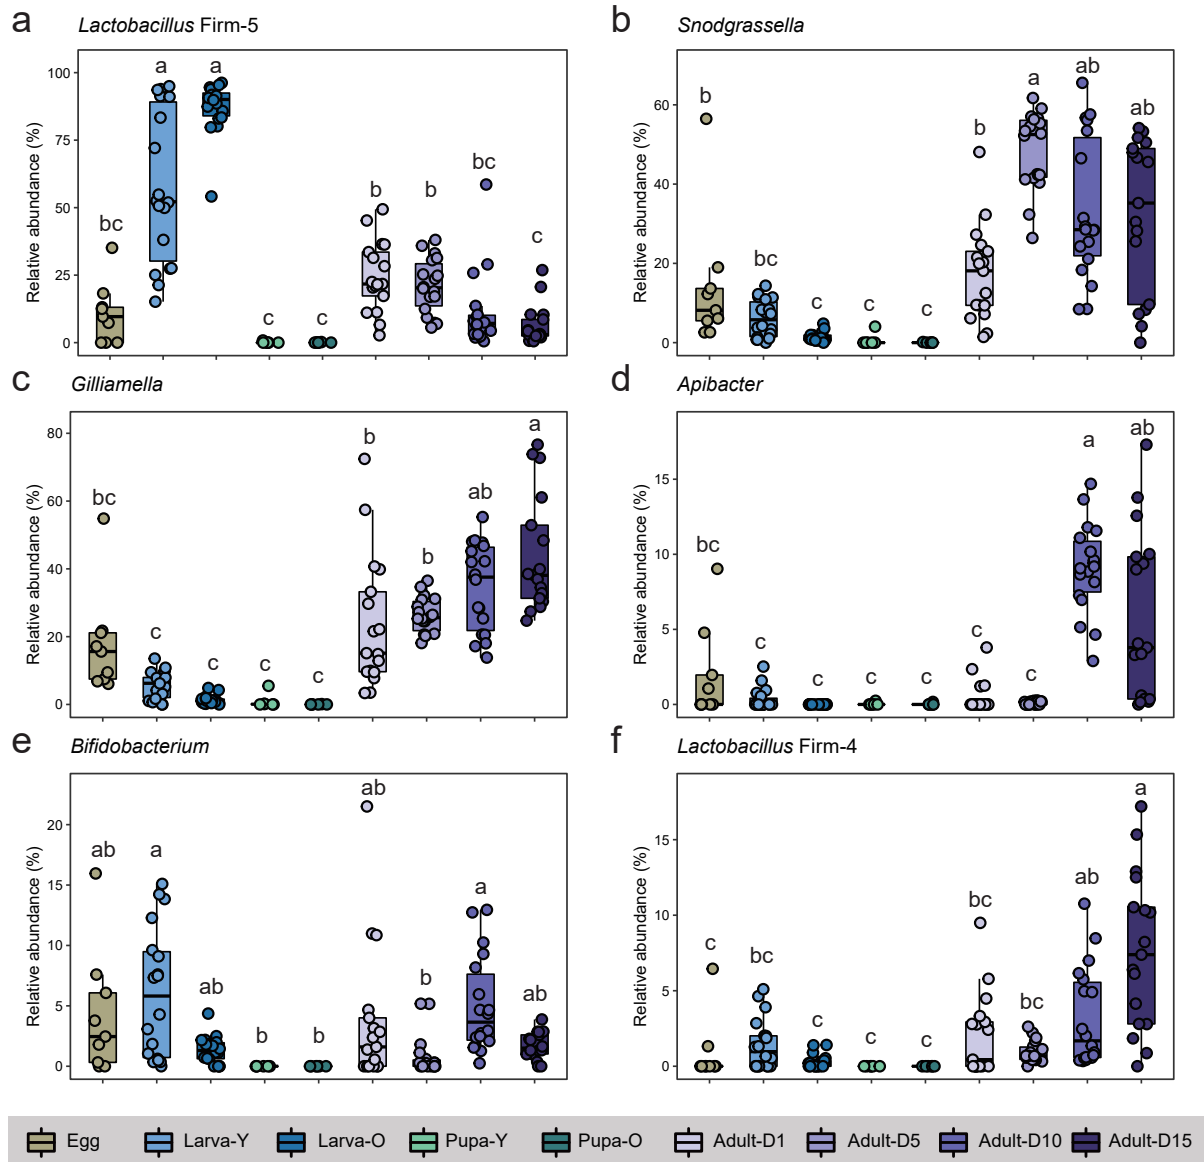 a Lactobacillus Firm-5
Relative abundance (%)
100
75
50
25
0
bc a a c c b b bc c
b Snodgrassella
Relative abundance (%)
60
40
20
0
b bc c c c b a ab ab
c Gilliamella
Relative abundance (%)
80
60
40
20
0
bc c c c c b b ab a
d Apibacter
Relative abundance (%)
15
10
5
0
bc c c c c c c a ab
e Bifidobacterium
Relative abundance (%)
20
15
10
5
0
ab a ab b b ab b a ab
f Lactobacillus Firm-4
Relative abundance (%)
15
10
5
0
c bc c c c bc bc ab a
Egg Larva-Y Larva-O Pupa-Y Pupa-O Adult-D1 Adult-D5 Adult-D10 Adult-D15